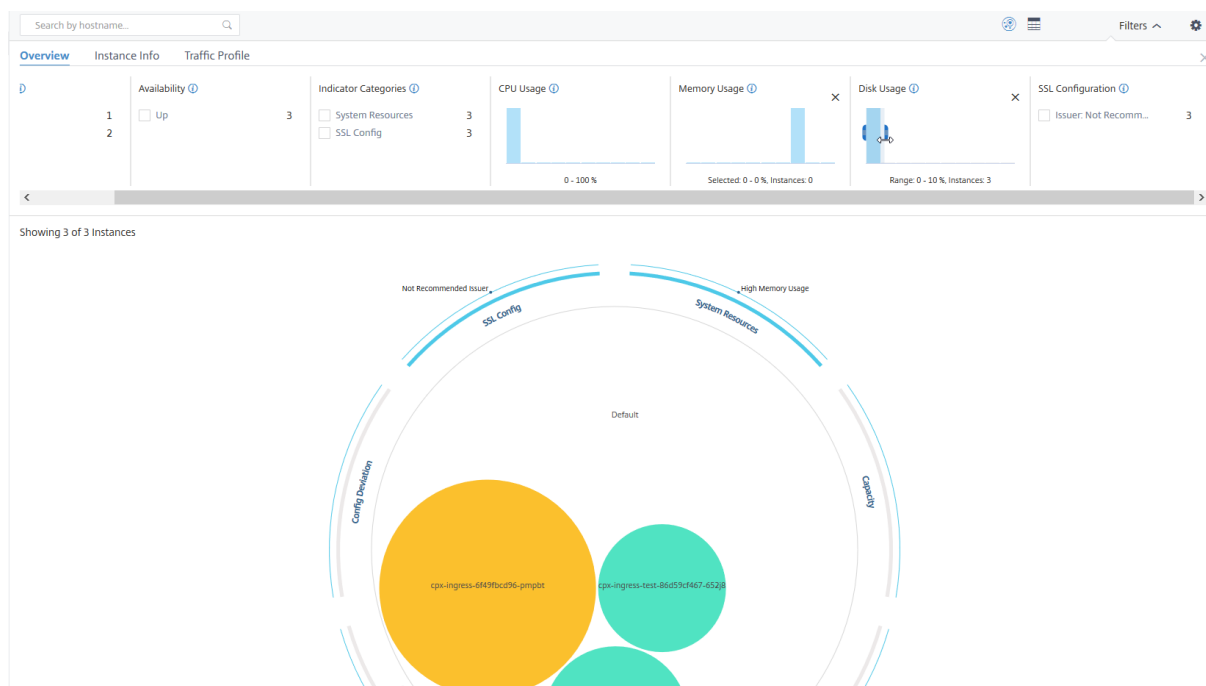 Search by hostname...
Filters
Overview Instance Info Traffic Profile
Availability Indicator Categories CPU Usage Memory Usage Disk Usage SSL Configuration
1 Up 3 System Resources 3 Issuer: Not Recomm... 3
2 SSL Config 3
0 - 100 % Selected: 0 - 0 %, Instances: 0 Range: 0 - 10 %, Instances: 3
Showing 3 of 3 Instances
Not Recommended Issuer High Memory Usage
SSL Config System Resources
Default
Config Deviation Capacity
cpx-ingress-6f49fbcd96-pmpbt cpx-ingress-test-86d59cf467-652j8